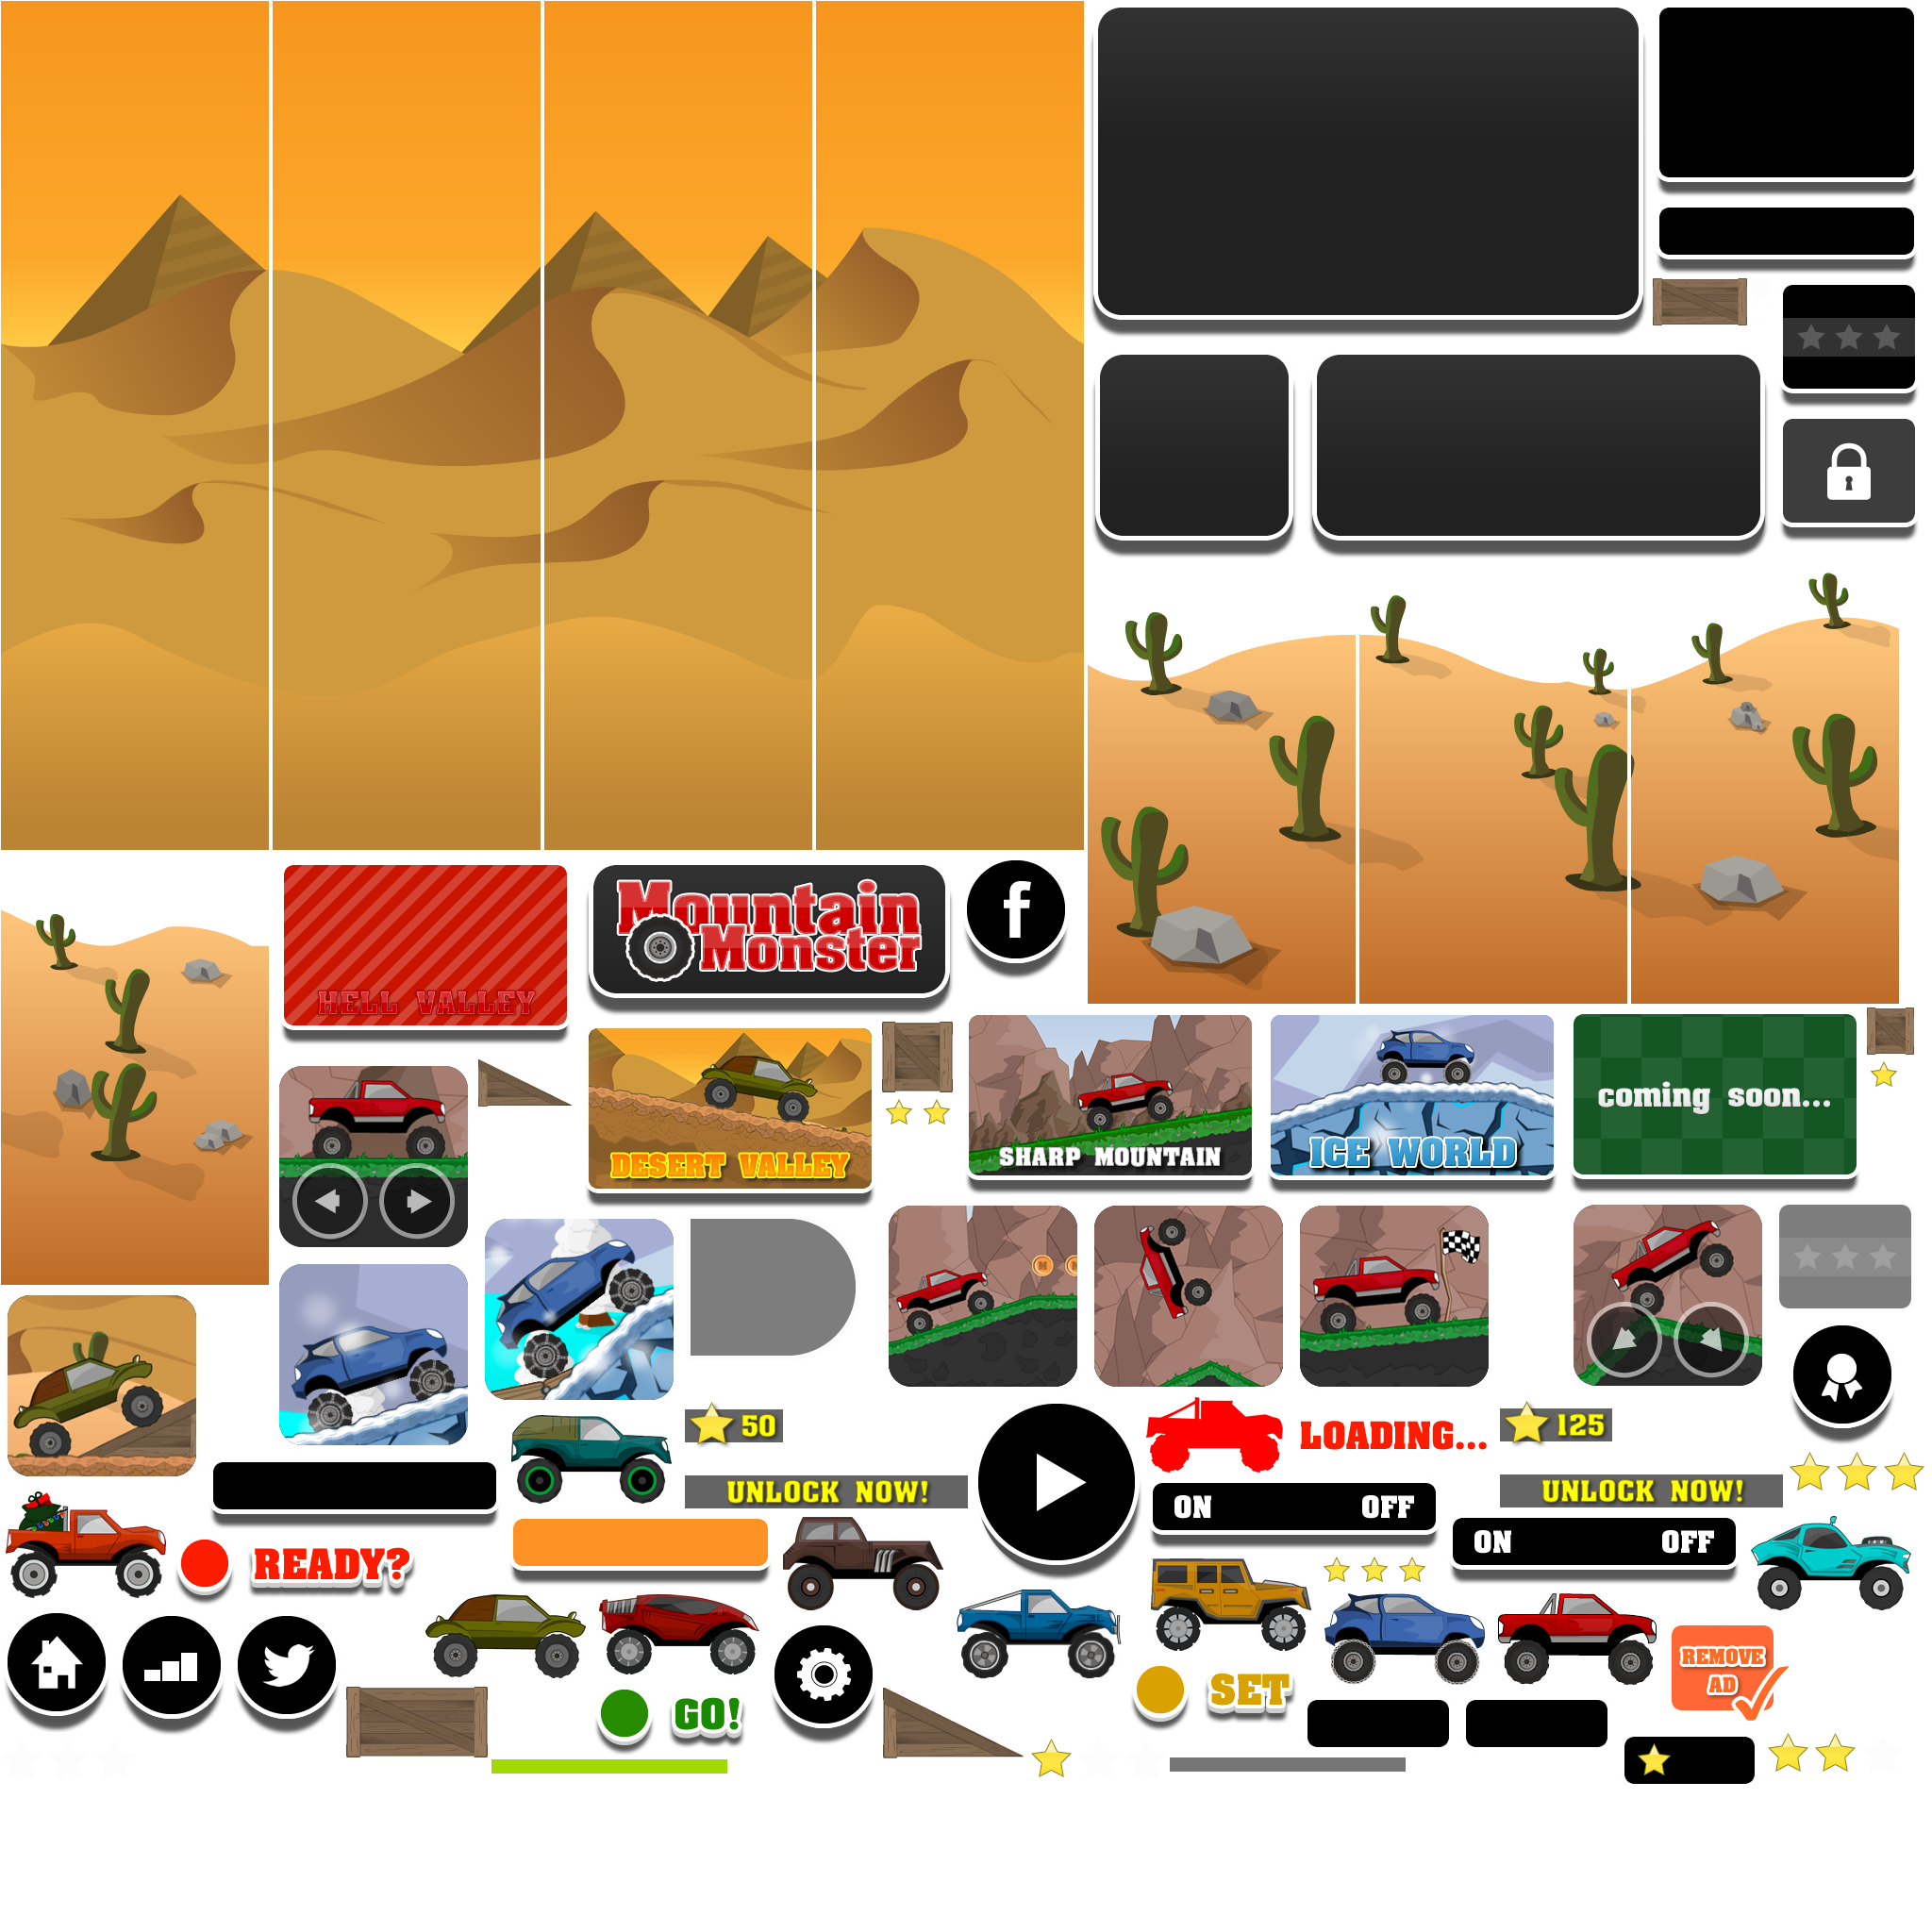 Mountain
Monster
f
HELL VALLEY
DESERT VALLEY
SHARP MOUNTAIN
ICE WORLD
coming soon...
M
50
LOADING...
125
UNLOCK NOW!
UNLOCK NOW!
ON OFF
ON OFF
READY?
REMOVE
AD
SET
GO!